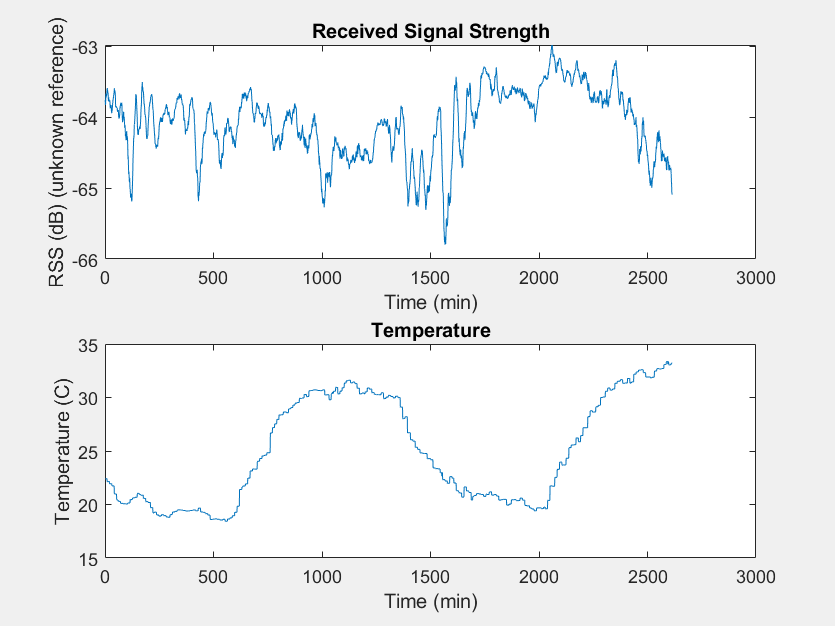 Received Signal Strength
RSS (dB) (unknown reference)
-63
-64
-65
-66
0 500 1000 1500 2000 2500 3000
Time (min)
Temperature
Temperature (C)
35
30
25
20
15
0 500 1000 1500 2000 2500 3000
Time (min)